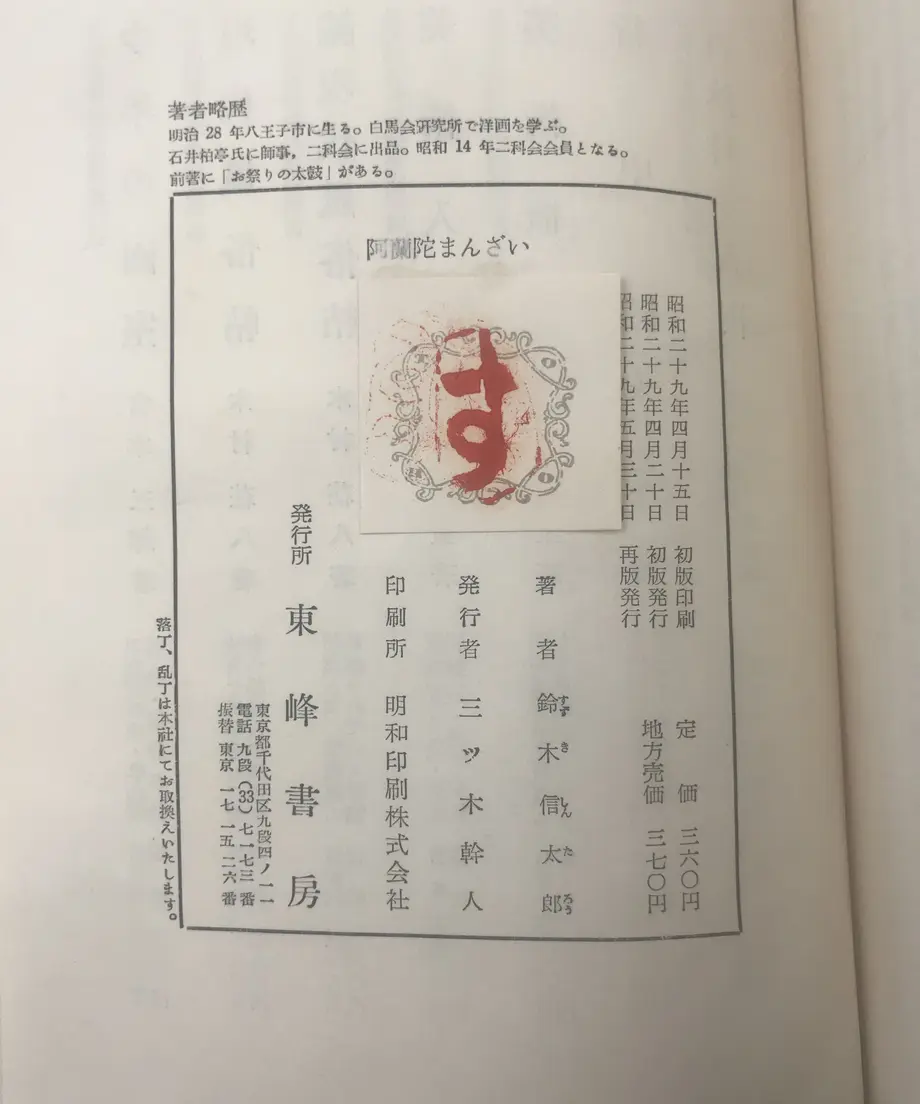 著者略歴
明治 28 年八王子市に生る。白馬会研究所で洋画を学ぶ。
石井柏亭氏に師事，二科会に出品。昭和 14 年二科会会員となる。
前著に「お祭りの太鼓」がある。
阿蘭陀まんざい
す
昭和二十九年四月十五日 初版印刷
昭和二十九年四月二十日 初版発行
昭和二十九年五月三十日 再版発行
定価 三六〇円
地方売価 三七〇円
著者 鈴木信太郎
すずきしんたろう
発行者 三ツ木幹人
印刷所 明和印刷株式会社
発行所 東峰書房
東京都千代田区九段四ノ一一
電話 九段(33)七一七三番
振替 東京 一七一五二六番
落丁、乱丁は本社にてお取換えいたします。